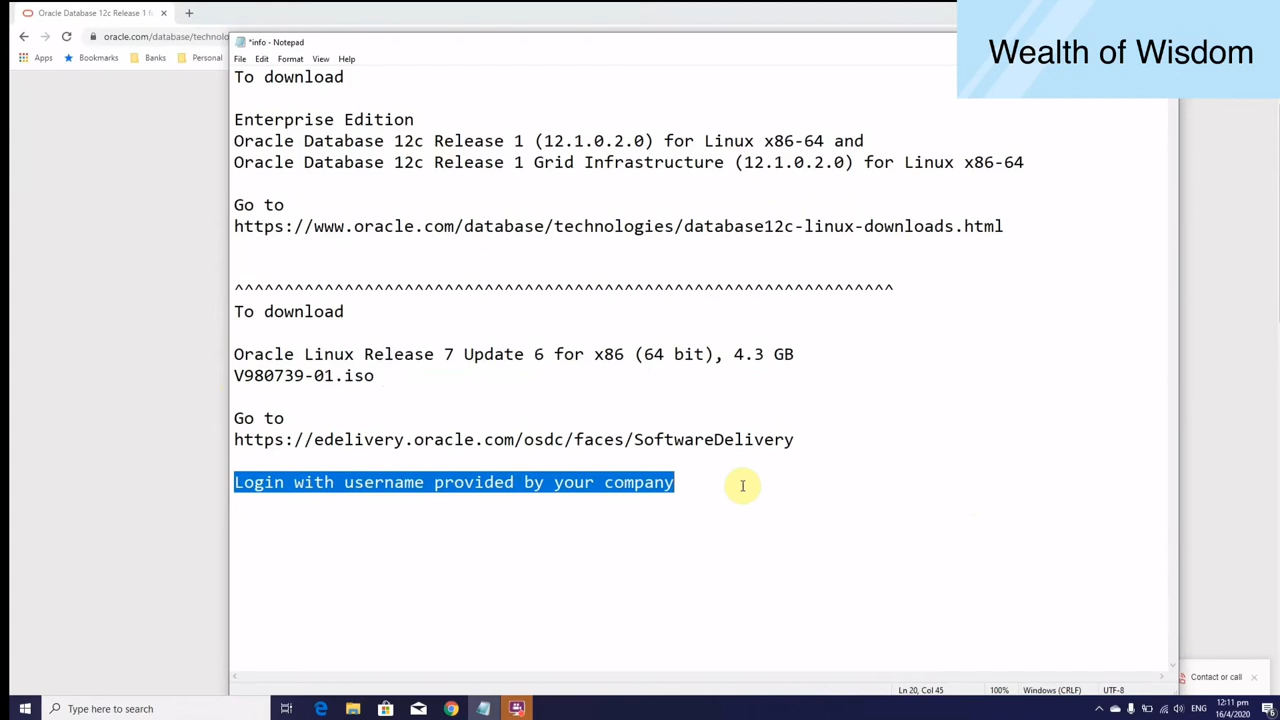 Oracle Database 12c Release 1 f
oracle.com/database/technolo
Apps
Bookmarks
Banks
Personal
Wealth of Wisdom
*info - Notepad
File Edit Format View Help
To download
Enterprise Edition
Oracle Database 12c Release 1 (12.1.0.2.0) for Linux x86-64 and
Oracle Database 12c Release 1 Grid Infrastructure (12.1.0.2.0) for Linux x86-64
Go to
https://www.oracle.com/database/technologies/database12c-linux-downloads.html
^^^^^^^^^^^^^^^^^^^^^^^^^^^^^^^^^^^^^^^^^^^^^^^^^^^^^^^^^^^^^^^^^^
To download
Oracle Linux Release 7 Update 6 for x86 (64 bit), 4.3 GB
V980739-01.iso
Go to
https://edelivery.oracle.com/osdc/faces/SoftwareDelivery
Login with username provided by your company
Contact or call
Ln 20, Col 45 100% Windows (CRLF) UTF-8
Type here to search
ENG
12:11 pm
16/4/2020
6